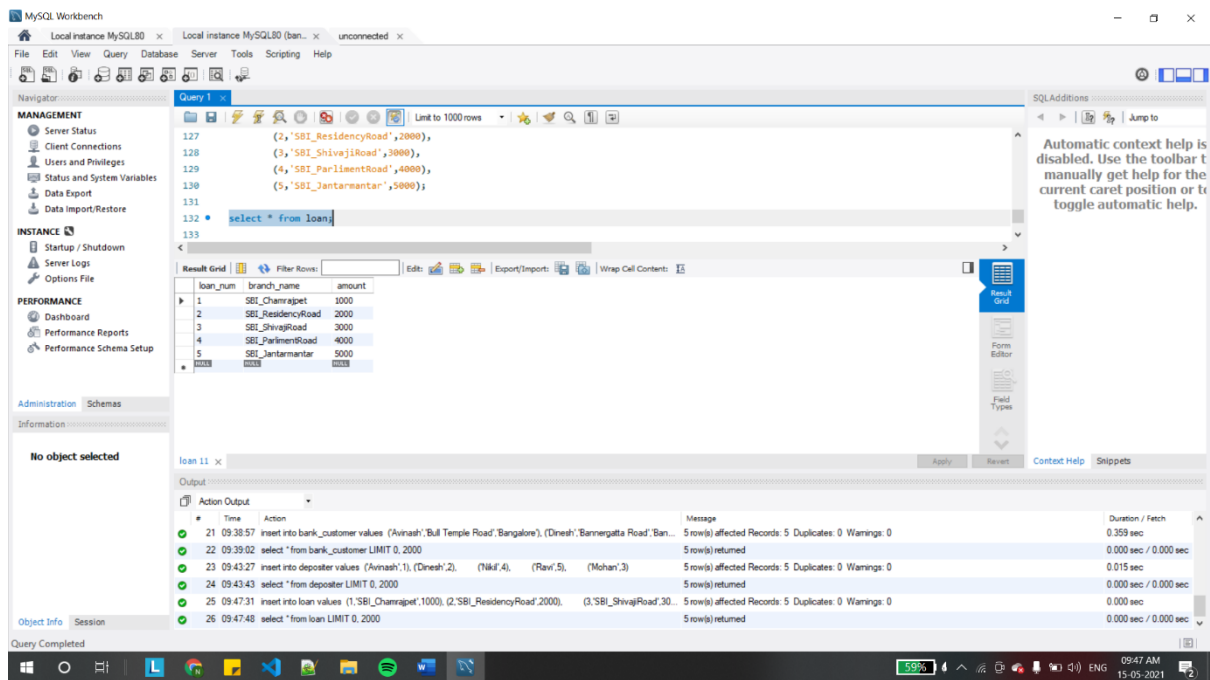 MySQL Workbench
Local instance MySQL80 × Local instance MySQL80 (ban... × unconnected ×
File Edit View Query Database Server Tools Scripting Help
Navigator
MANAGEMENT
Server Status
Client Connections
Users and Privileges
Status and System Variables
Data Export
Data Import/Restore
INSTANCE
Startup / Shutdown
Server Logs
Options File
PERFORMANCE
Dashboard
Performance Reports
Performance Schema Setup
Administration Schemas
Information
No object selected
Object Info Session
Query 1 ×
Limit to 1000 rows
127 (2,'SBI_ResidencyRoad',2000),
128 (3,'SBI_ShivajiRoad',3000),
129 (4,'SBI_ParlimentRoad',4000),
130 (5,'SBI_Jantarmantar',5000);
131
132 select * from loan;
133
Result Grid Filter Rows: Edit: Export/Import: Wrap Cell Content:
loan_num branch_name amount
1 SBI_Chamrajpet 1000
2 SBI_ResidencyRoad 2000
3 SBI_ShivajiRoad 3000
4 SBI_ParlimentRoad 4000
5 SBI_Jantarmantar 5000
NULL NULL NULL
Result Grid
Form Editor
Field Types
loan 11 ×
Apply Revert
SQLAdditions
Jump to
Automatic context help is
disabled. Use the toolbar t
manually get help for the
current caret position or to
toggle automatic help.
Context Help Snippets
Output
Action Output
# Time Action Message Duration / Fetch
21 09:38:57 insert into bank_customer values ('Avinash','Bull Temple Road','Bangalore'), ('Dinesh','Bannergatta Road','Ban... 5 row(s) affected Records: 5 Duplicates: 0 Warnings: 0 0.359 sec
22 09:39:02 select * from bank_customer LIMIT 0, 2000 5 row(s) returned 0.000 sec / 0.000 sec
23 09:43:27 insert into depositer values ('Avinash',1), ('Dinesh',2), ('Nikil',4), ('Ravi',5), ('Mohan',3) 5 row(s) affected Records: 5 Duplicates: 0 Warnings: 0 0.015 sec
24 09:43:43 select * from depositer LIMIT 0, 2000 5 row(s) returned 0.000 sec / 0.000 sec
25 09:47:31 insert into loan values (1,'SBI_Chamrajpet',1000), (2,'SBI_ResidencyRoad',2000), (3,'SBI_ShivajiRoad',30... 5 row(s) affected Records: 5 Duplicates: 0 Warnings: 0 0.000 sec
26 09:47:48 select * from loan LIMIT 0, 2000 5 row(s) returned 0.000 sec / 0.000 sec
Query Completed
59% ENG 09:47 AM
15-05-2021